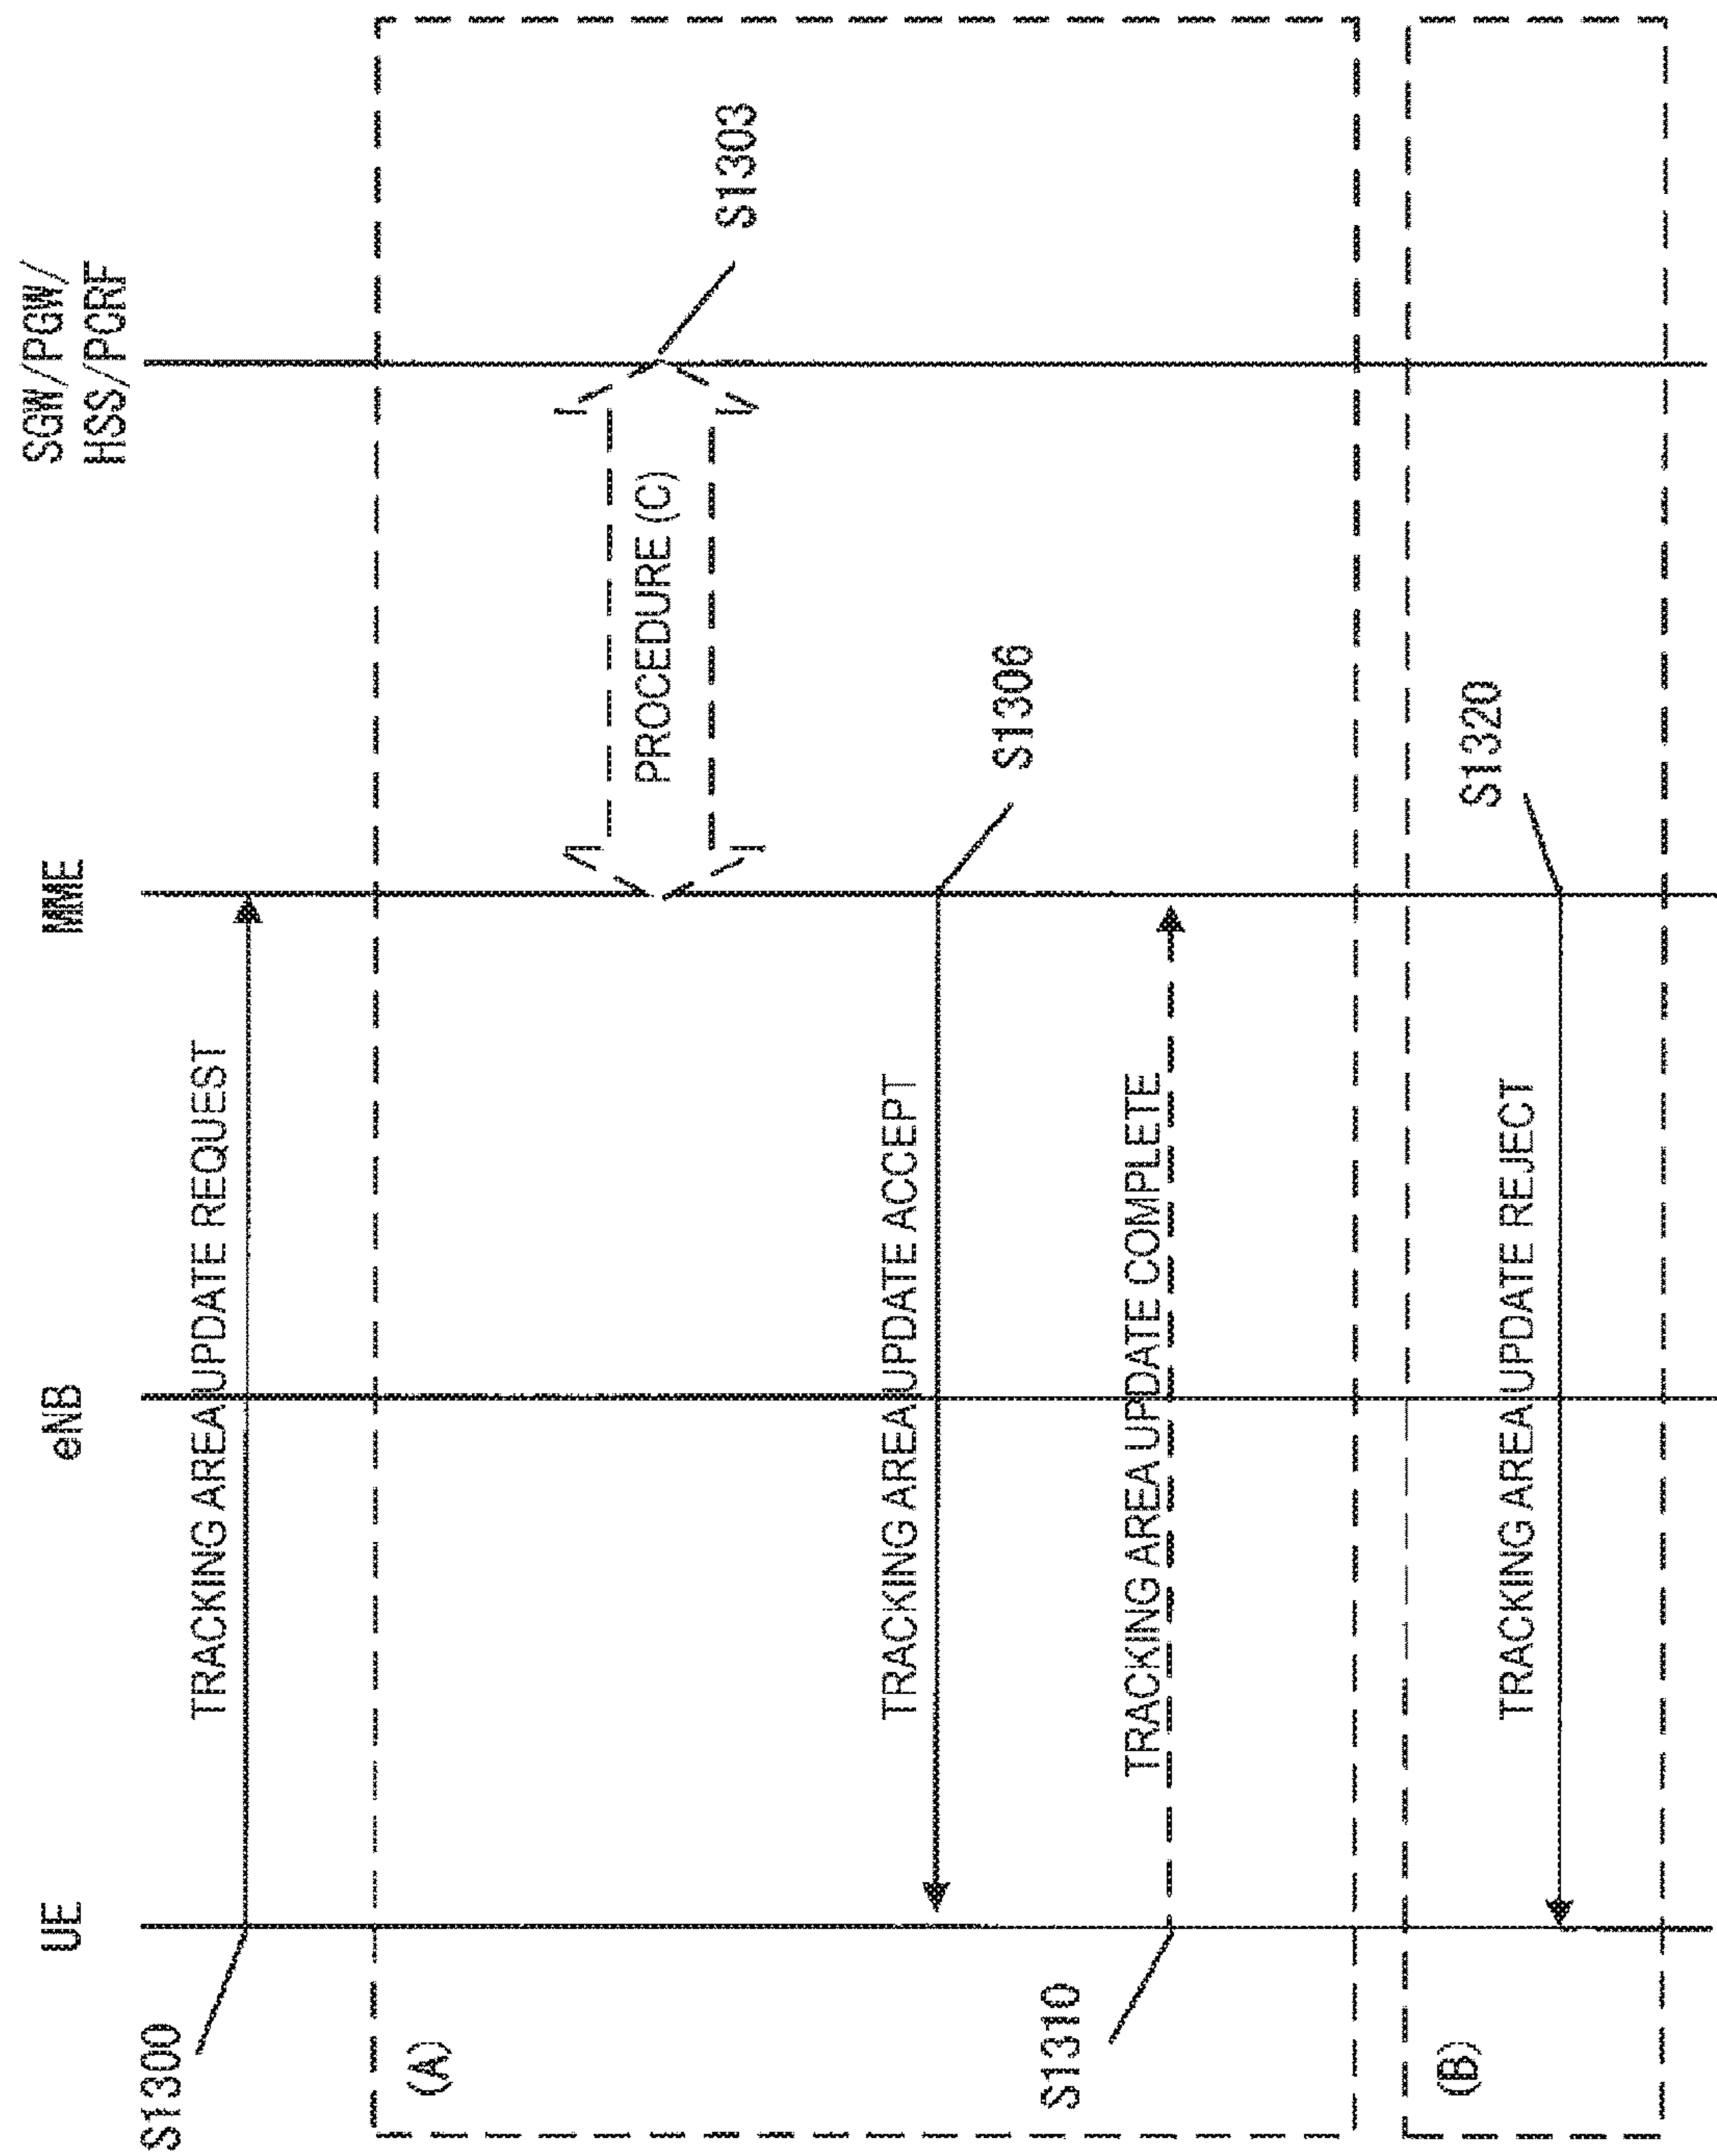 UE
eNB
MME
SGW/PGW/
HSS/PCRF
S1300
TRACKING AREA UPDATE REQUEST
(A)
PROCEDURE (C)
S1303
TRACKING AREA UPDATE ACCEPT
S1306
S1310
TRACKING AREA UPDATE COMPLETE
(B)
TRACKING AREA UPDATE REJECT
S1320